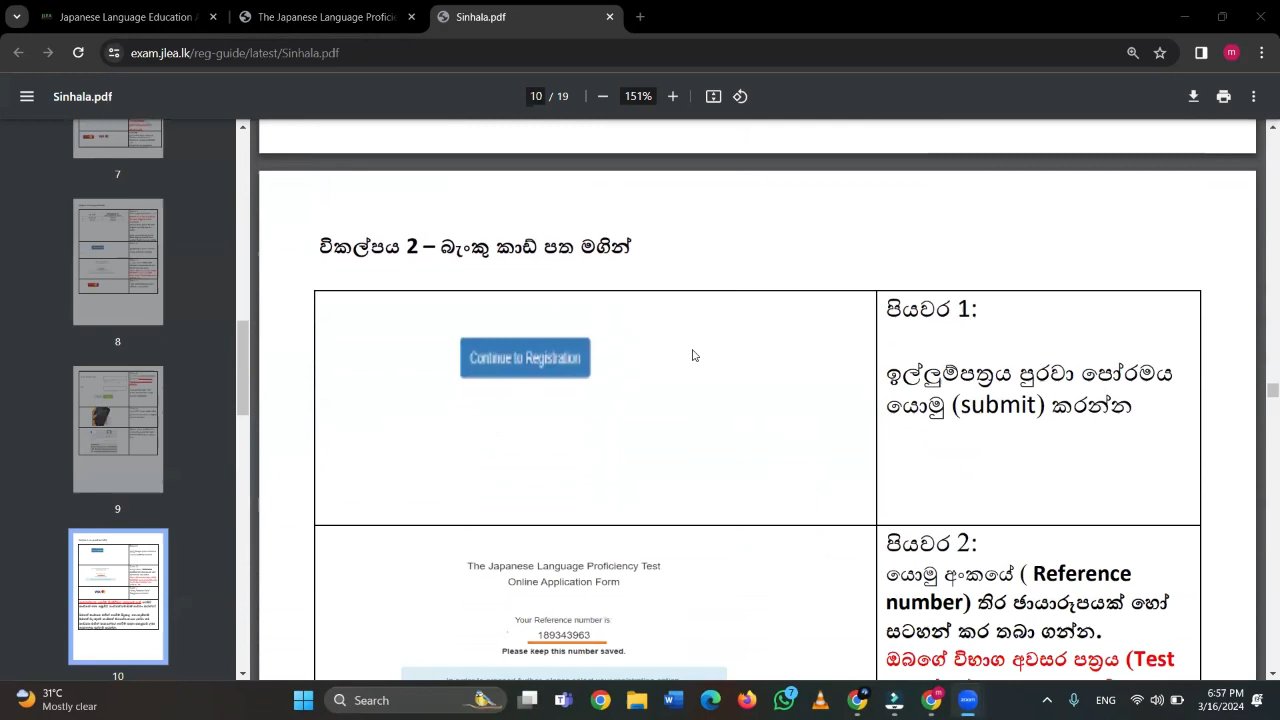 Japanese Language Education A
The Japanese Language Profici
Sinhala.pdf
exam.jlea.lk/reg-guide/latest/Sinhala.pdf
m
Sinhala.pdf
10 / 19
151%
7
8
9
10
විකල්පය 2 – බැංකු කාඩ් පත මගින්
Continue to Registration
පියවර 1:
ඉල්ලුම්පත්‍රය පුරවා පෝරමය
යොමු (submit) කරන්න
The Japanese Language Proficiency Test
Online Application Form
Your Reference number is:
189343963
Please keep this number saved.
පියවර 2:
යොමු අංකයේ ( Reference
number) තිර ඡායාරූපයක් හෝ
සටහන් කර තබා ගන්න.
ඔබගේ විභාග අවසර පත්‍රය (Test
31°C
Mostly clear
Search
7
m
zoom
ENG
6:57 PM
3/16/2024